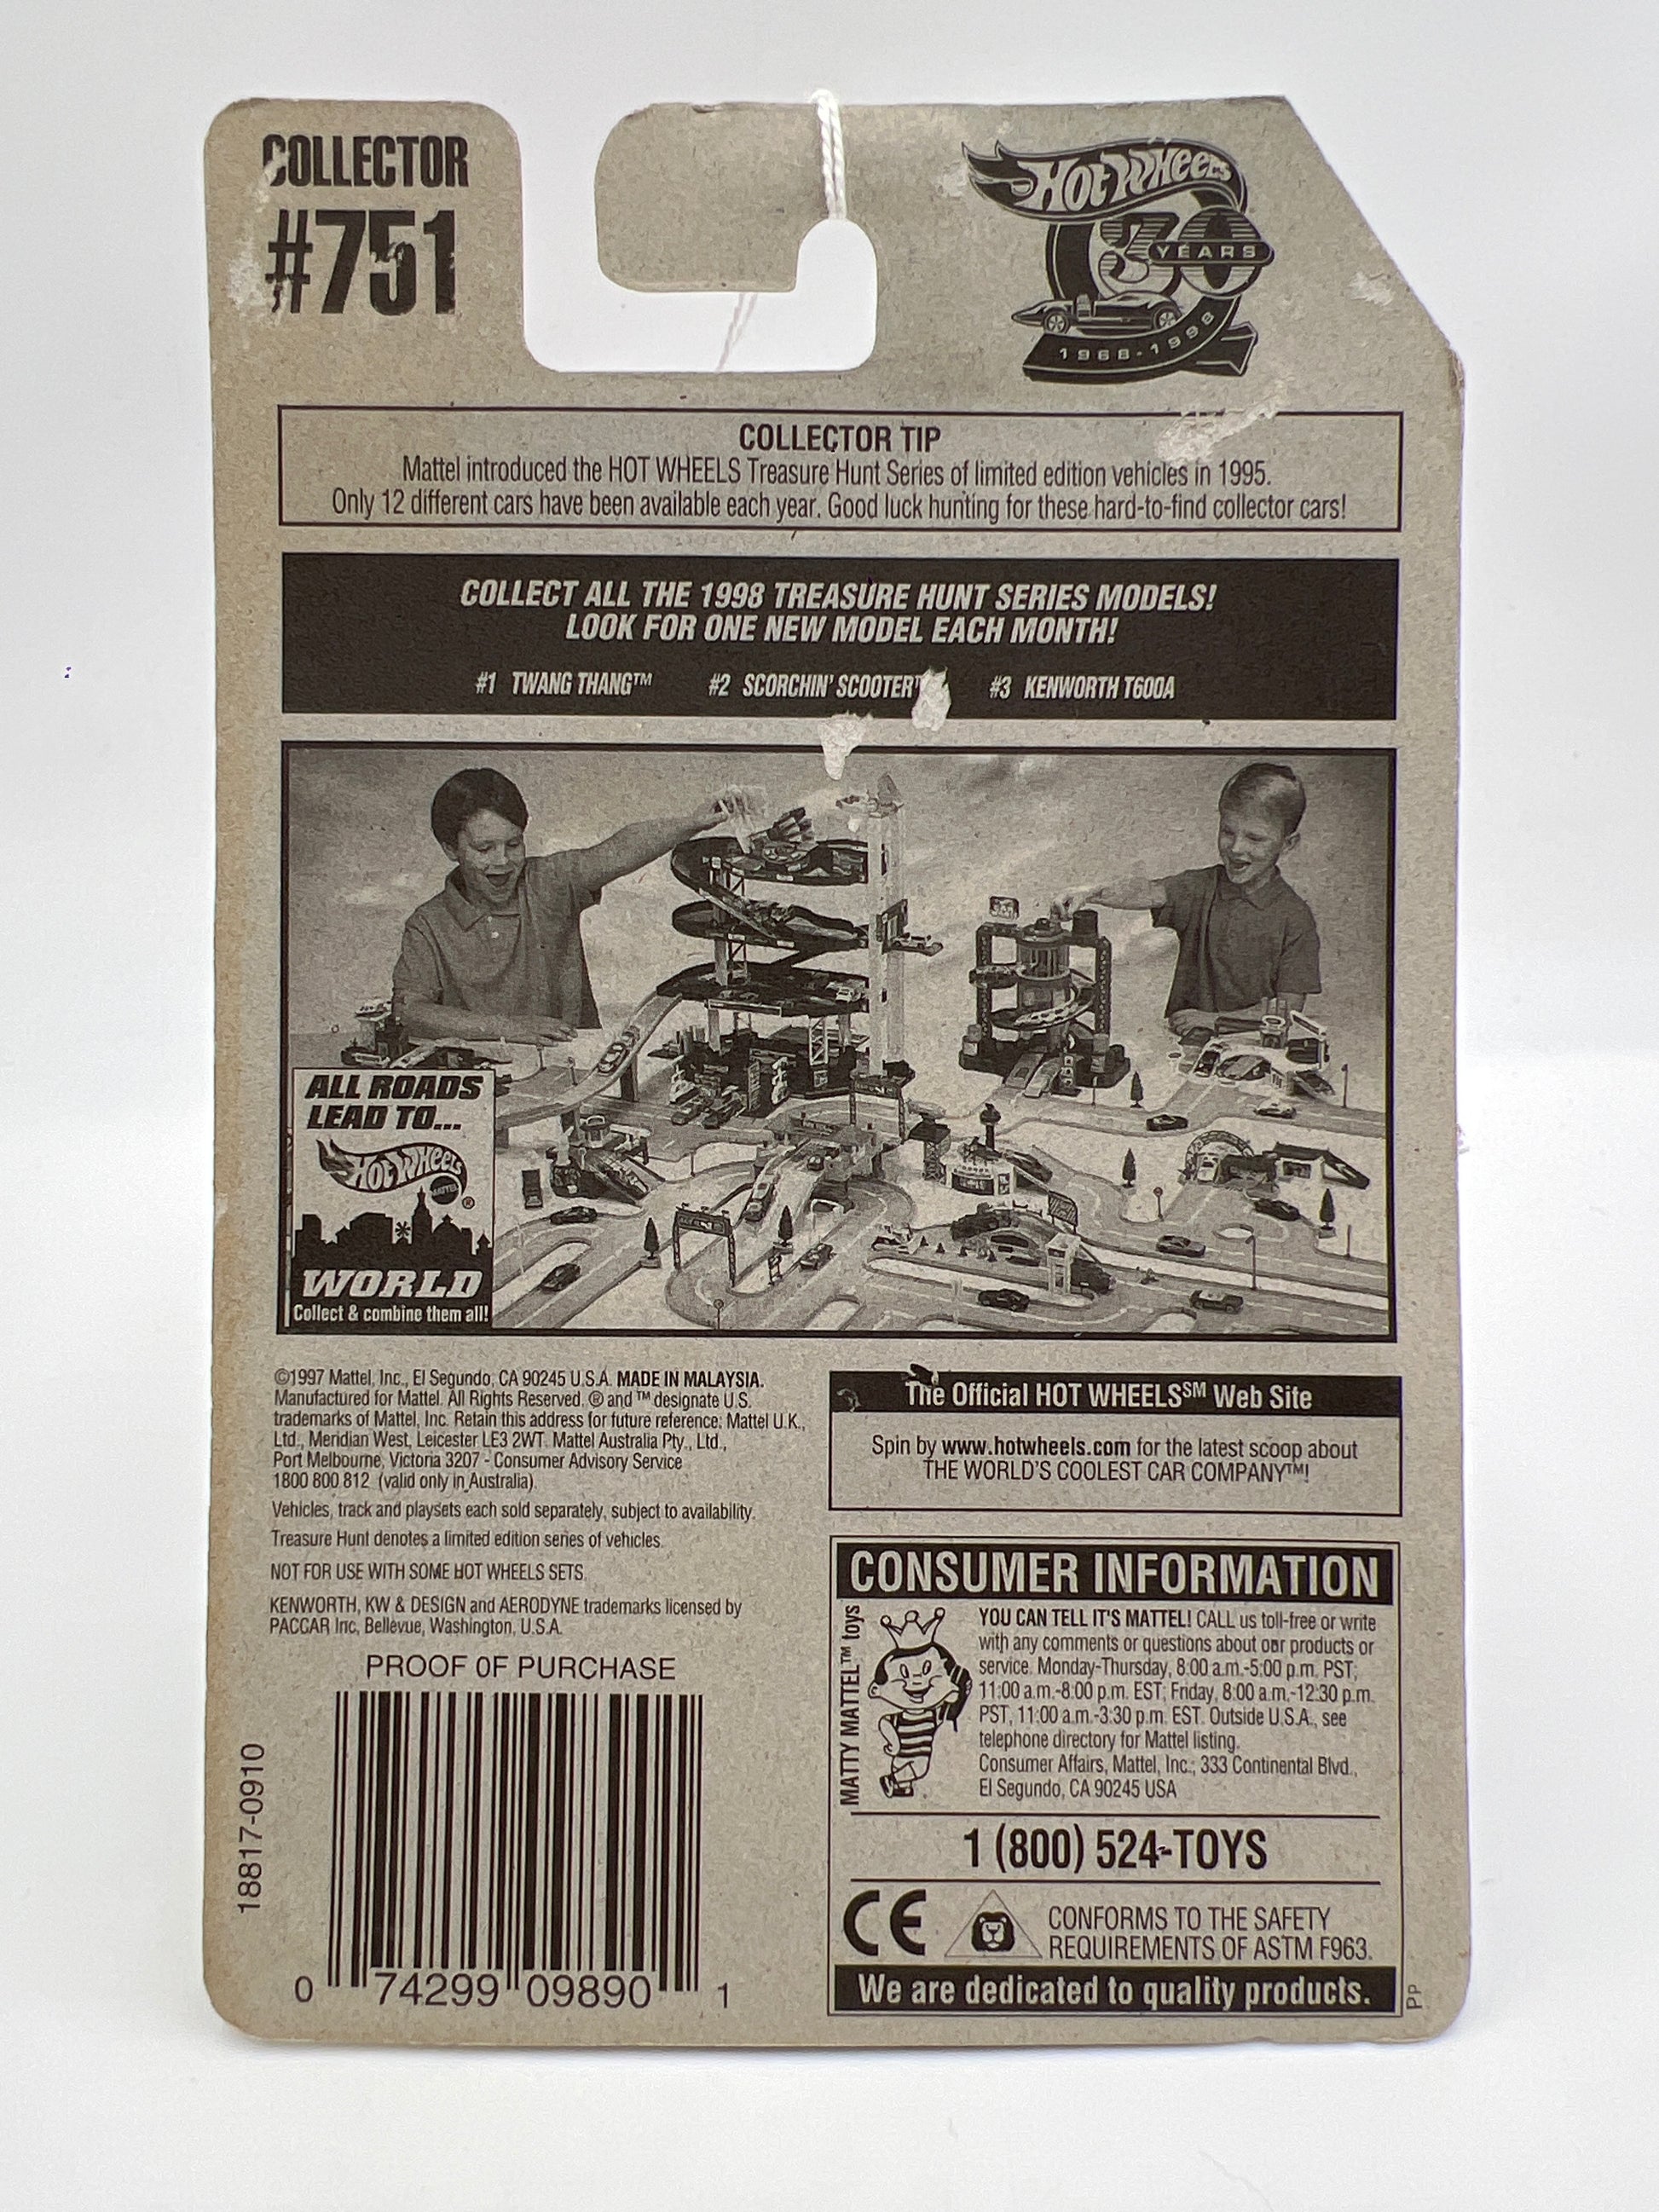 COLLECTOR
#751
HOT WHEELS
30
YEARS
1968-1998
COLLECTOR TIP
Mattel introduced the HOT WHEELS Treasure Hunt Series of limited edition vehicles in 1995.
Only 12 different cars have been available each year. Good luck hunting for these hard-to-find collector cars!
COLLECT ALL THE 1998 TREASURE HUNT SERIES MODELS!
LOOK FOR ONE NEW MODEL EACH MONTH!
#1 TWANG THANG™ #2 SCORCHIN' SCOOTER™ #3 KENWORTH T600A
ALL ROADS
LEAD TO...
HOT WHEELS
MATTEL ®
WORLD
Collect & combine them all!
©1997 Mattel, Inc., El Segundo, CA 90245 U.S.A. MADE IN MALAYSIA.
Manufactured for Mattel. All Rights Reserved. ® and ™ designate U.S.
trademarks of Mattel, Inc. Retain this address for future reference: Mattel U.K.,
Ltd., Meridian West, Leicester LE3 2WT. Mattel Australia Pty., Ltd.,
Port Melbourne, Victoria 3207 - Consumer Advisory Service
1800 800 812 (valid only in Australia).
Vehicles, track and playsets each sold separately, subject to availability.
Treasure Hunt denotes a limited edition series of vehicles.
NOT FOR USE WITH SOME HOT WHEELS SETS.
KENWORTH, KW & DESIGN and AERODYNE trademarks licensed by
PACCAR Inc, Bellevue, Washington, U.S.A.
PROOF OF PURCHASE
18817-0910
0 74299 09890 1
The Official HOT WHEELS℠ Web Site
Spin by www.hotwheels.com for the latest scoop about
THE WORLD'S COOLEST CAR COMPANY™!
CONSUMER INFORMATION
MATTY MATTEL™ toys
YOU CAN TELL IT'S MATTEL! CALL us toll-free or write
with any comments or questions about our products or
service. Monday-Thursday, 8:00 a.m.-5:00 p.m. PST;
11:00 a.m.-8:00 p.m. EST; Friday, 8:00 a.m.-12:30 p.m.
PST, 11:00 a.m.-3:30 p.m. EST. Outside U.S.A., see
telephone directory for Mattel listing.
Consumer Affairs, Mattel, Inc.; 333 Continental Blvd.,
El Segundo, CA 90245 USA
1 (800) 524-TOYS
CE
CONFORMS TO THE SAFETY
REQUIREMENTS OF ASTM F963.
We are dedicated to quality products.
PP